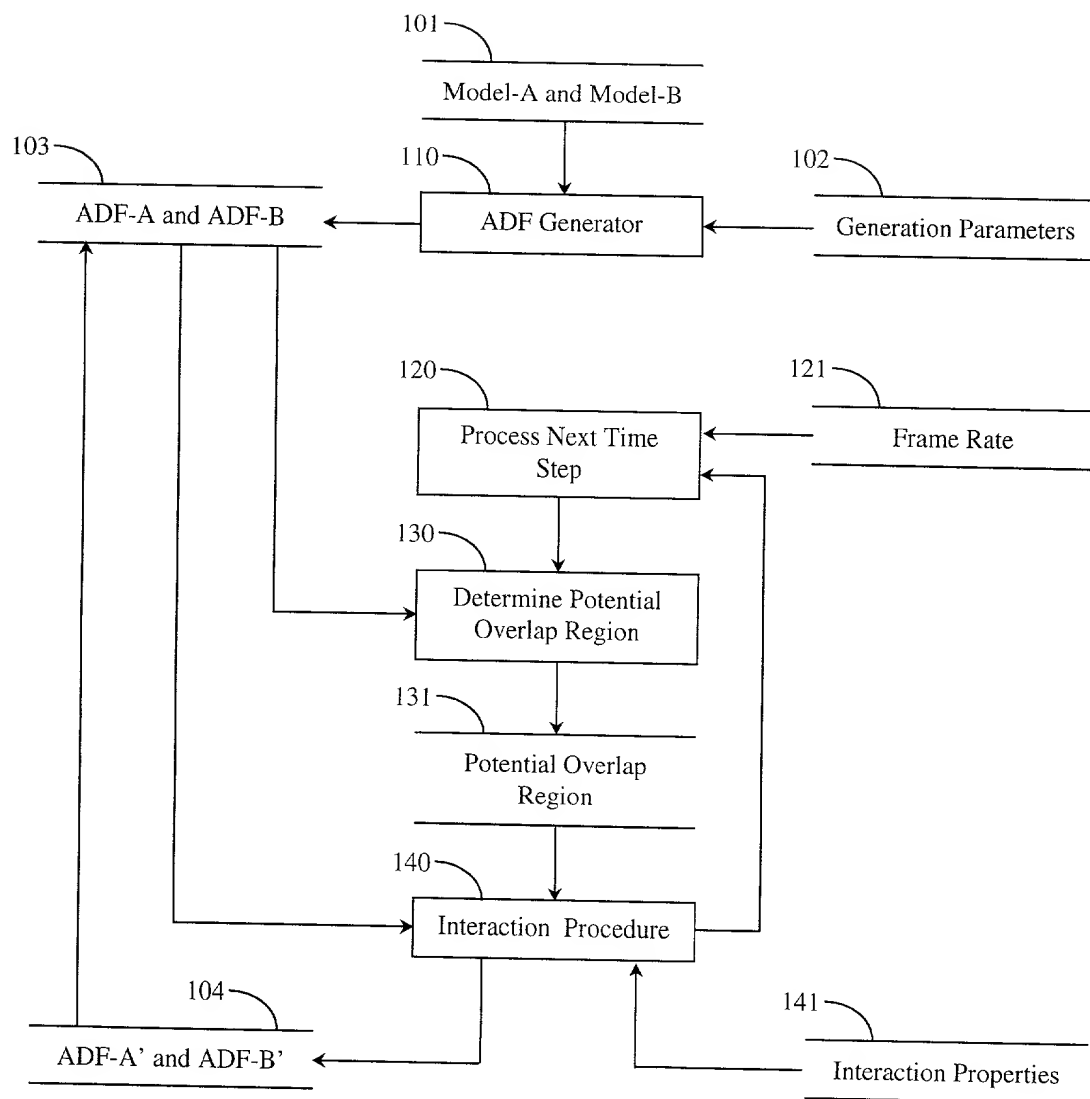 101
Model-A and Model-B
103
110
102
ADF-A and ADF-B
ADF Generator
Generation Parameters
120
121
Process Next Time
Step
Frame Rate
130
Determine Potential
Overlap Region
131
Potential Overlap
Region
140
Interaction Procedure
104
141
ADF-A' and ADF-B'
Interaction Properties